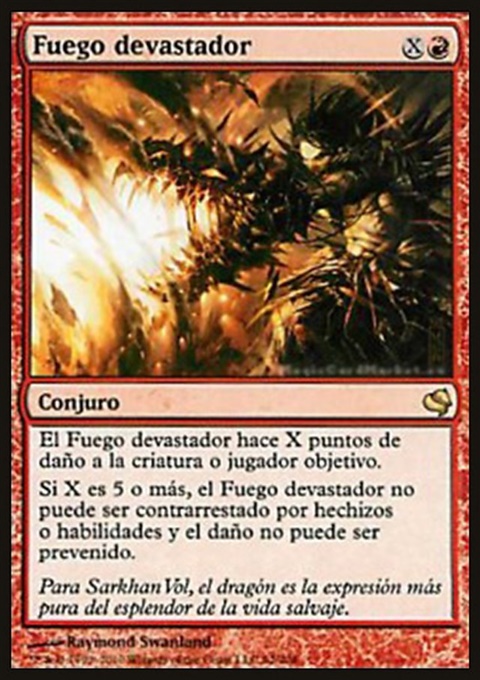 Fuego devastador
X
MagicCardMarket.eu
Conjuro
El Fuego devastador hace X puntos de
daño a la criatura o jugador objetivo.
Si X es 5 o más, el Fuego devastador no
puede ser contrarrestado por hechizos
o habilidades y el daño no puede ser
prevenido.
Para Sarkhan Vol, el dragón es la expresión más
pura del esplendor de la vida salvaje.
Raymond Swanland